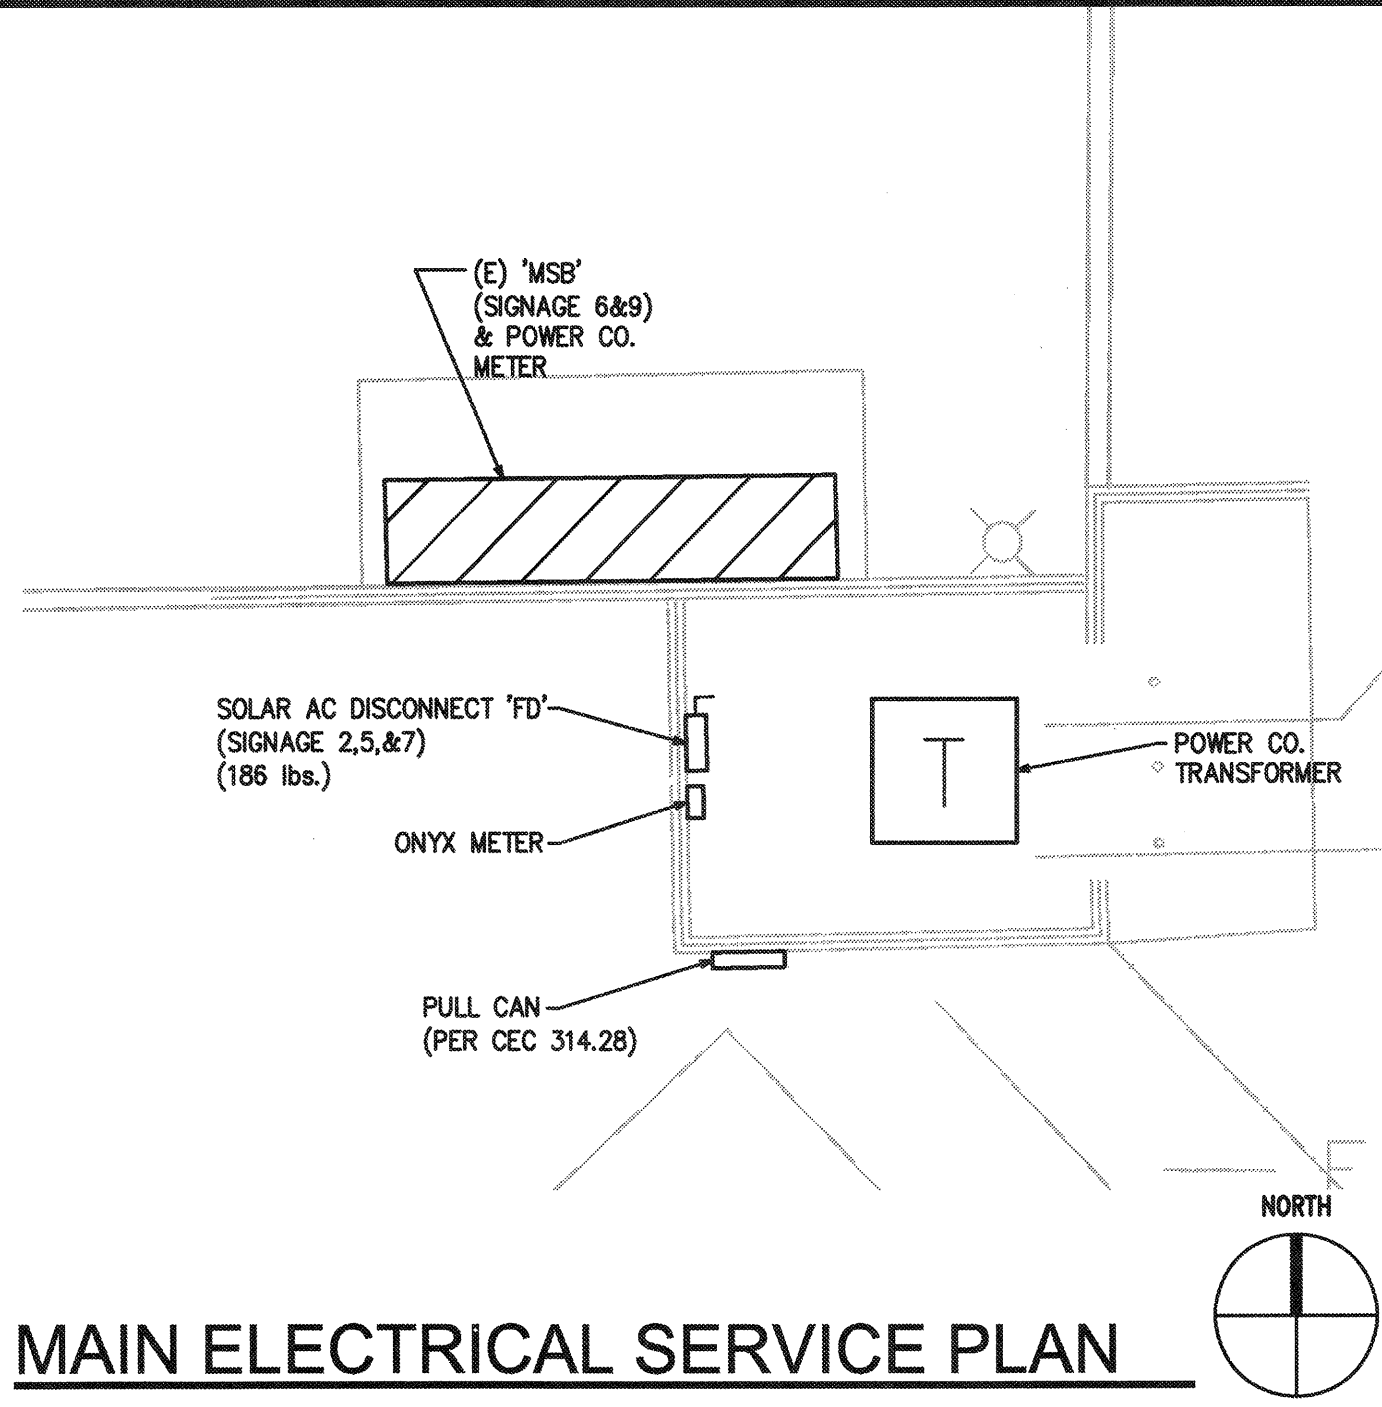 (E) 'MSB'
(SIGNAGE 6&9)
& POWER CO.
METER
SOLAR AC DISCONNECT 'FD'
(SIGNAGE 2,5,&7)
(186 lbs.)
ONYX METER
T
POWER CO.
TRANSFORMER
PULL CAN
(PER CEC 314.28)
F
NORTH
MAIN ELECTRICAL SERVICE PLAN